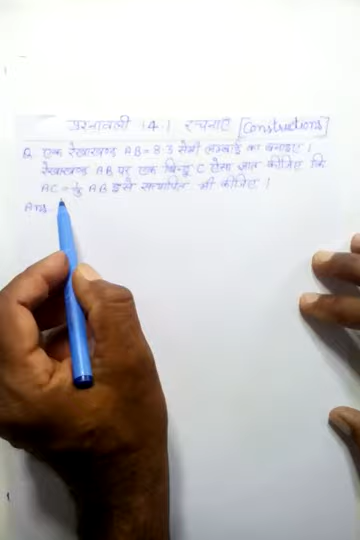 प्रश्नावली 14.1 रचनाएं [Constructions]
Q. एक रेखाखण्ड AB = 8.3 सेमी लम्बाई का बनाइए ।
रेखाखण्ड AB पर एक बिन्दु C ऐसा ज्ञात कीजिए कि
AC = ⅓ AB इसे सत्यापित भी कीजिए ।
Ans